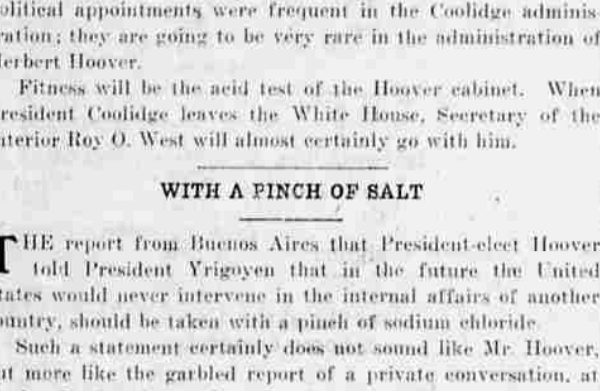 olitical appointments were frequent in the Coolidge adminis-
ration; they are going to be very rare in the administration of
Herbert Hoover.
Fitness will be the acid test of the Hoover cabinet. When
resident Coolidge leaves the White House, Secretary of the
nterior Roy O. West will almost certainly go with him.
WITH A PINCH OF SALT
THE report from Buenos Aires that President-elect Hoover
told President Yrigoyen that in the future the United
tates would never intervene in the internal affairs of another
ountry, should be taken with a pinch of sodium chloride.
Such a statement certainly does not sound like Mr. Hoover,
ut more like the garbled report of a private conversation, at